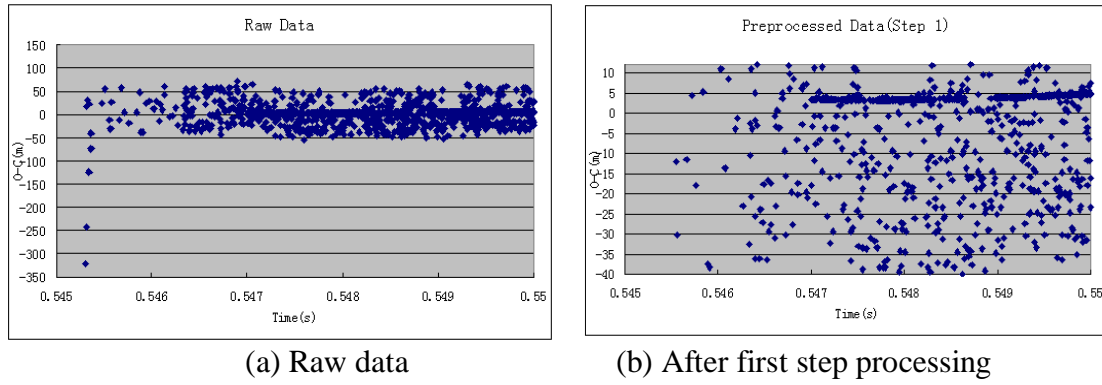 Raw Data
150
100
50
0
-50
-100
-150
-200
-250
-300
-350
O-C(m)
0.545 0.546 0.547 0.548 0.549 0.55
Time(s)
(a) Raw data
Preprocessed Data(Step 1)
10
5
0
-5
-10
-15
-20
-25
-30
-35
-40
O-C(m)
0.545 0.546 0.547 0.548 0.549 0.55
Time(s)
(b) After first step processing